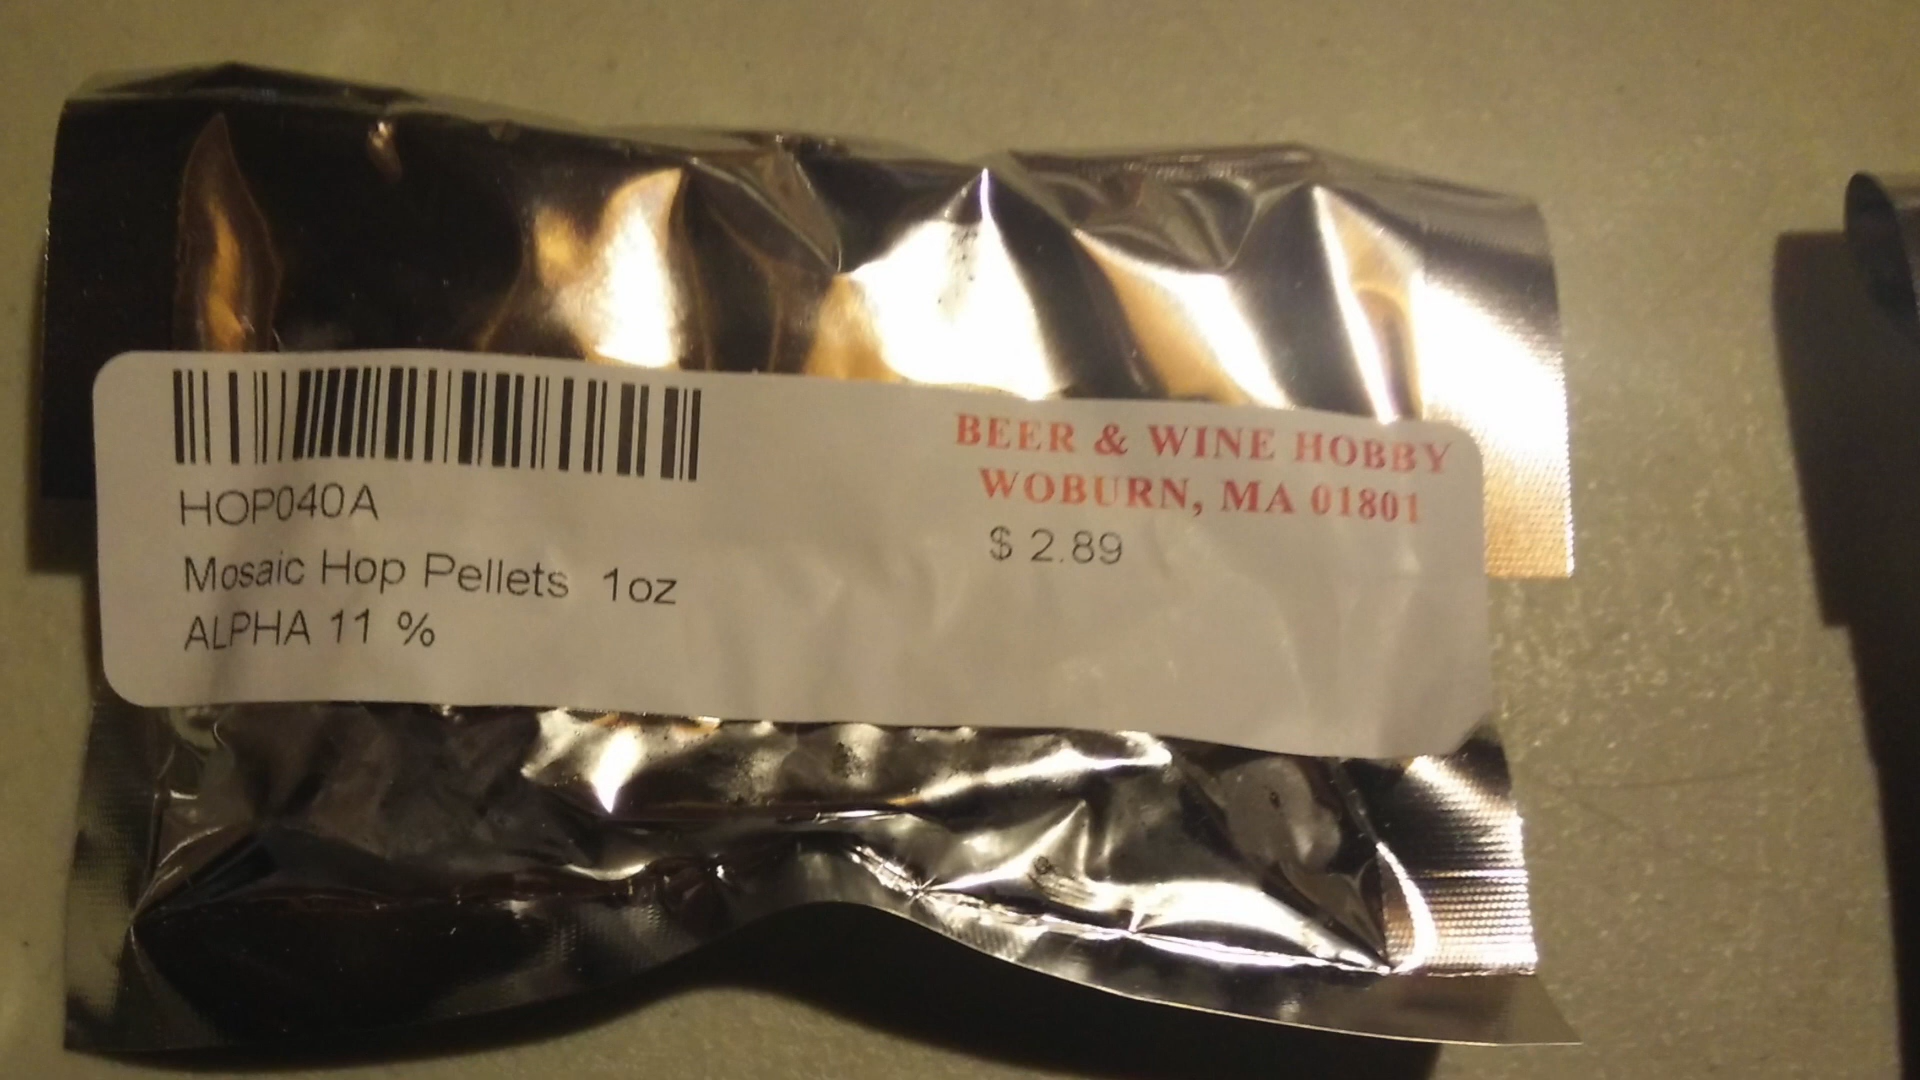 HOP040A
Mosaic Hop Pellets 1oz
ALPHA 11 %
BEER & WINE HOBBY
WOBURN, MA 01801
$ 2.89